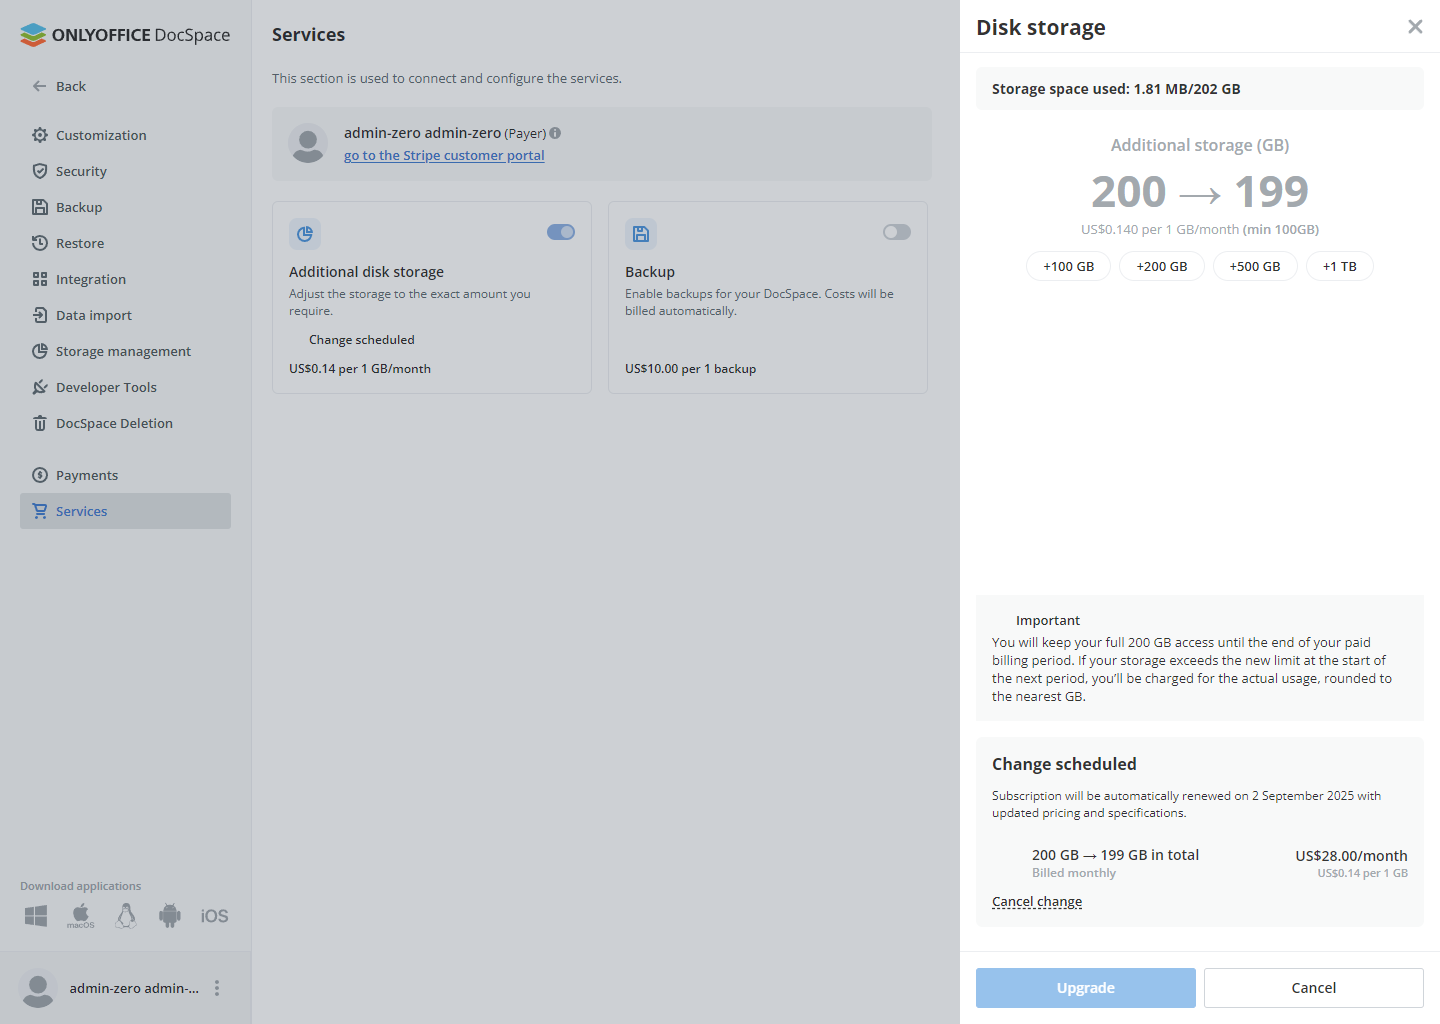 ONLYOFFICE DocSpace
Back
Customization
Security
Backup
Restore
Integration
Data import
Storage management
Developer Tools
DocSpace Deletion
Payments
Services
Download applications
macOS
iOS
admin-zero admin-...
Services
This section is used to connect and configure the services.
admin-zero admin-zero (Payer)
go to the Stripe customer portal
Additional disk storage
Adjust the storage to the exact amount you
require.
Change scheduled
US$0.14 per 1 GB/month
Backup
Enable backups for your DocSpace. Costs will be
billed automatically.
US$10.00 per 1 backup
Disk storage
Storage space used: 1.81 MB/202 GB
Additional storage (GB)
200 → 199
US$0.140 per 1 GB/month (min 100GB)
+100 GB
+200 GB
+500 GB
+1 TB
Important
You will keep your full 200 GB access until the end of your paid
billing period. If your storage exceeds the new limit at the start of
the next period, you’ll be charged for the actual usage, rounded to
the nearest GB.
Change scheduled
Subscription will be automatically renewed on 2 September 2025 with
updated pricing and specifications.
200 GB → 199 GB in total
US$28.00/month
Billed monthly
US$0.14 per 1 GB
Cancel change
Upgrade
Cancel